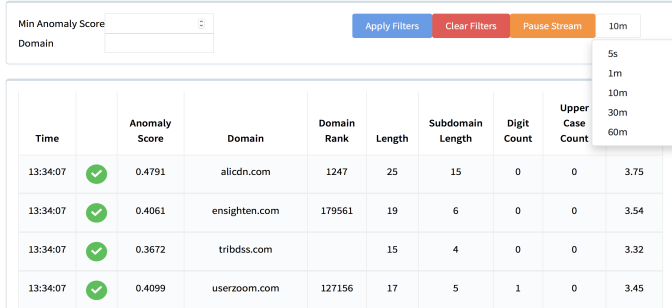 Min Anomaly Score
Domain
Apply Filters Clear Filters Pause Stream 10m
5s
1m
10m
30m
60m
Time Anomaly Score Domain Domain Rank Length Subdomain Length Digit Count Upper Case Count
13:34:07 0.4791 alicdn.com 1247 25 15 0 0 3.75
13:34:07 0.4061 ensighten.com 179561 19 6 0 0 3.54
13:34:07 0.3672 tribdss.com 15 4 0 0 3.32
13:34:07 0.4099 userzoom.com 127156 17 5 1 0 3.45